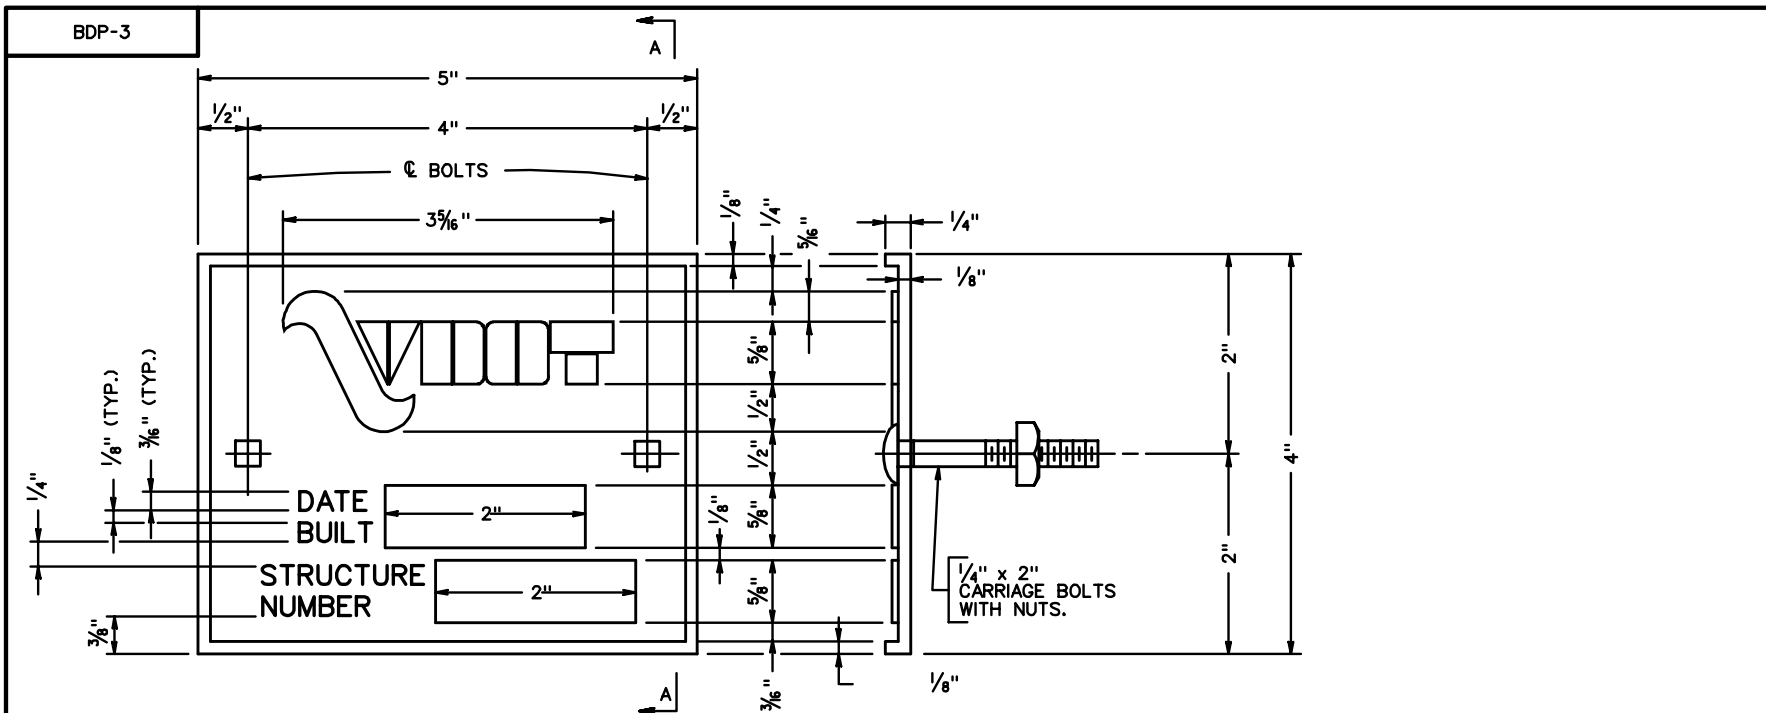 BDP-3
A
5"
1/2"
4"
1/2"
℄ BOLTS
3 5/16"
1/8"
1/4"
5/16"
1/4"
1/8"
VDOT
5/8"
1/2"
1/2"
5/8"
1/8"
5/8"
3/16"
2"
4"
2"
1/4"
1/8" (TYP.)
3/16" (TYP.)
DATE
BUILT
2"
STRUCTURE
NUMBER
2"
3/8"
1/4" x 2"
CARRIAGE BOLTS
WITH NUTS.
1/8"
A